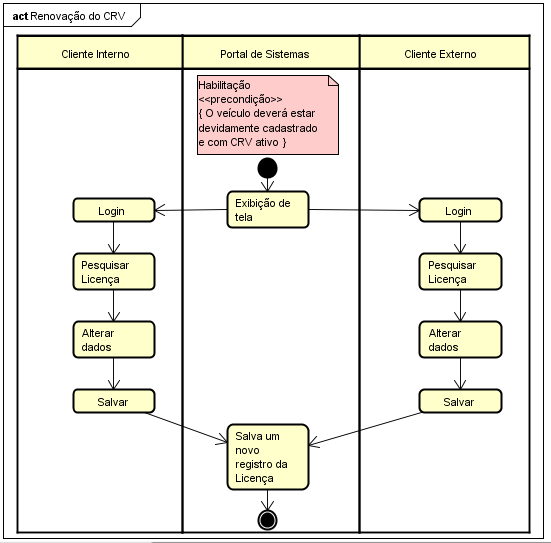 act Renovação do CRV
Cliente Interno
Portal de Sistemas
Cliente Externo
Habilitação
<<precondição>>
{ O veículo deverá estar
devidamente cadastrado
e com CRV ativo }
Exibição de
tela
Login
Login
Pesquisar
Licença
Pesquisar
Licença
Alterar
dados
Alterar
dados
Salvar
Salvar
Salva um
novo
registro da
Licença